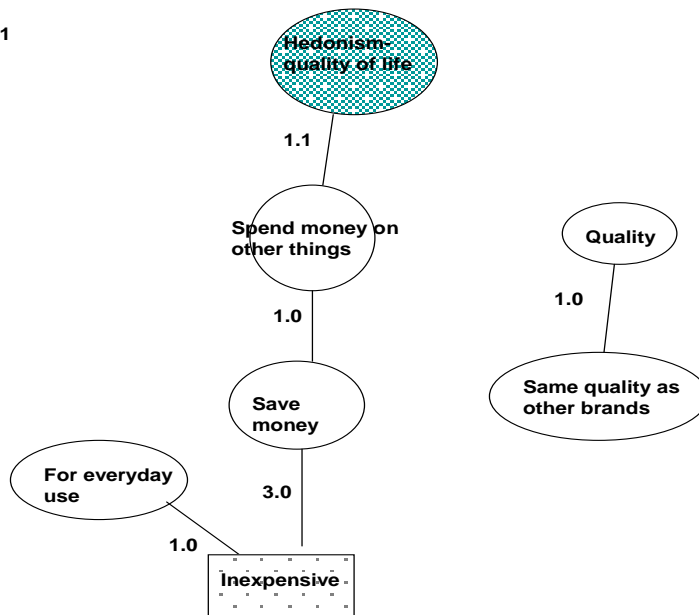 1
Hedonism-
quality of life
1.1
Spend money on
other things
Quality
1.0
1.0
Same quality as
other brands
Save
money
For everyday
use
3.0
1.0
Inexpensive